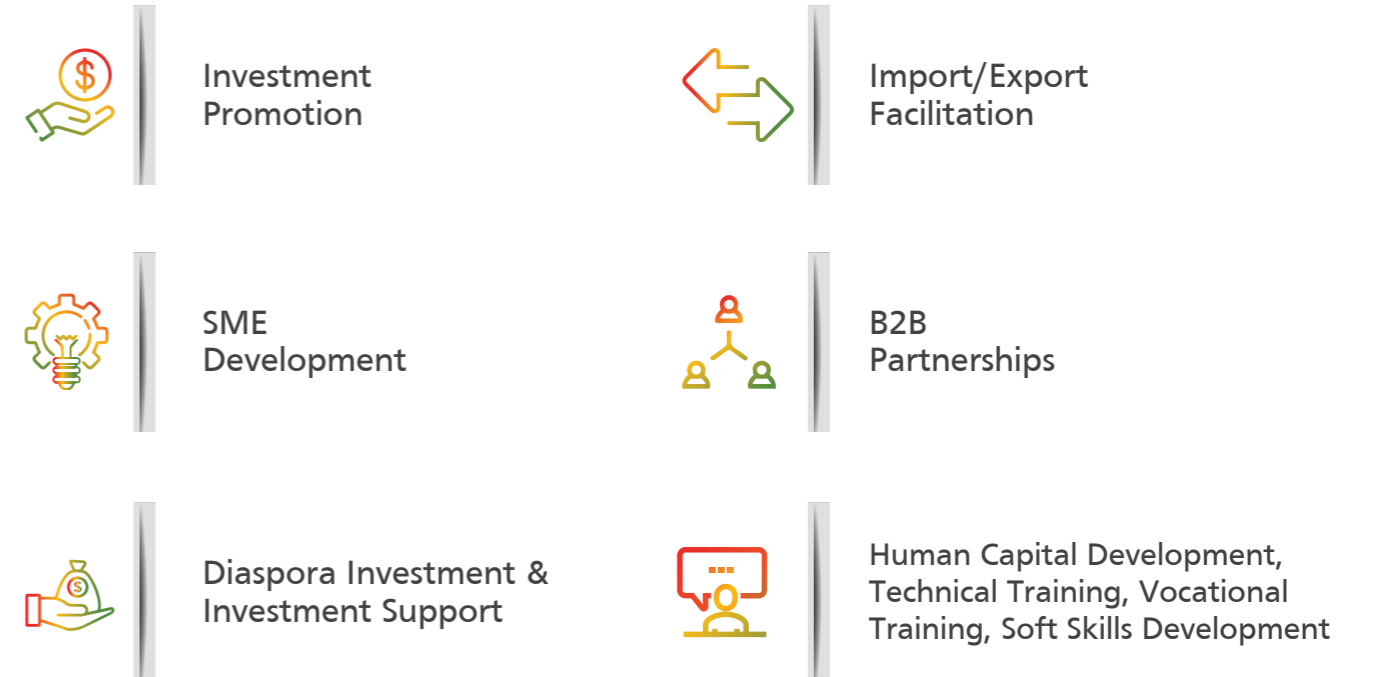 Investment
Promotion
Import/Export
Facilitation
SME
Development
B2B
Partnerships
Diaspora Investment &
Investment Support
Human Capital Development,
Technical Training, Vocational
Training, Soft Skills Development